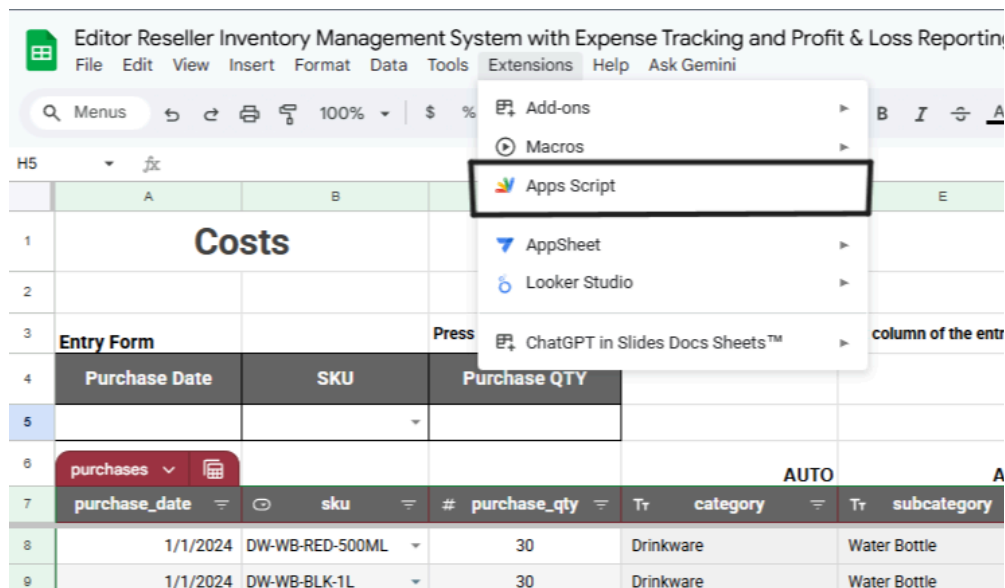 Editor Reseller Inventory Management System with Expense Tracking and Profit & Loss Reporting
File Edit View Insert Format Data Tools Extensions Help Ask Gemini
Menus 100% $ % B I A
Add-ons
Macros
Apps Script
AppSheet
Looker Studio
ChatGPT in Slides Docs Sheets™
H5 fx
A B E
1 Costs
2
3 Entry Form Press column of the entr
4 Purchase Date SKU Purchase QTY
5
6 purchases AUTO A
7 purchase_date sku # purchase_qty Tт category Tт subcategory
8 1/1/2024 DW-WB-RED-500ML 30 Drinkware Water Bottle
9 1/1/2024 DW-WB-BLK-1L 30 Drinkware Water Bottle